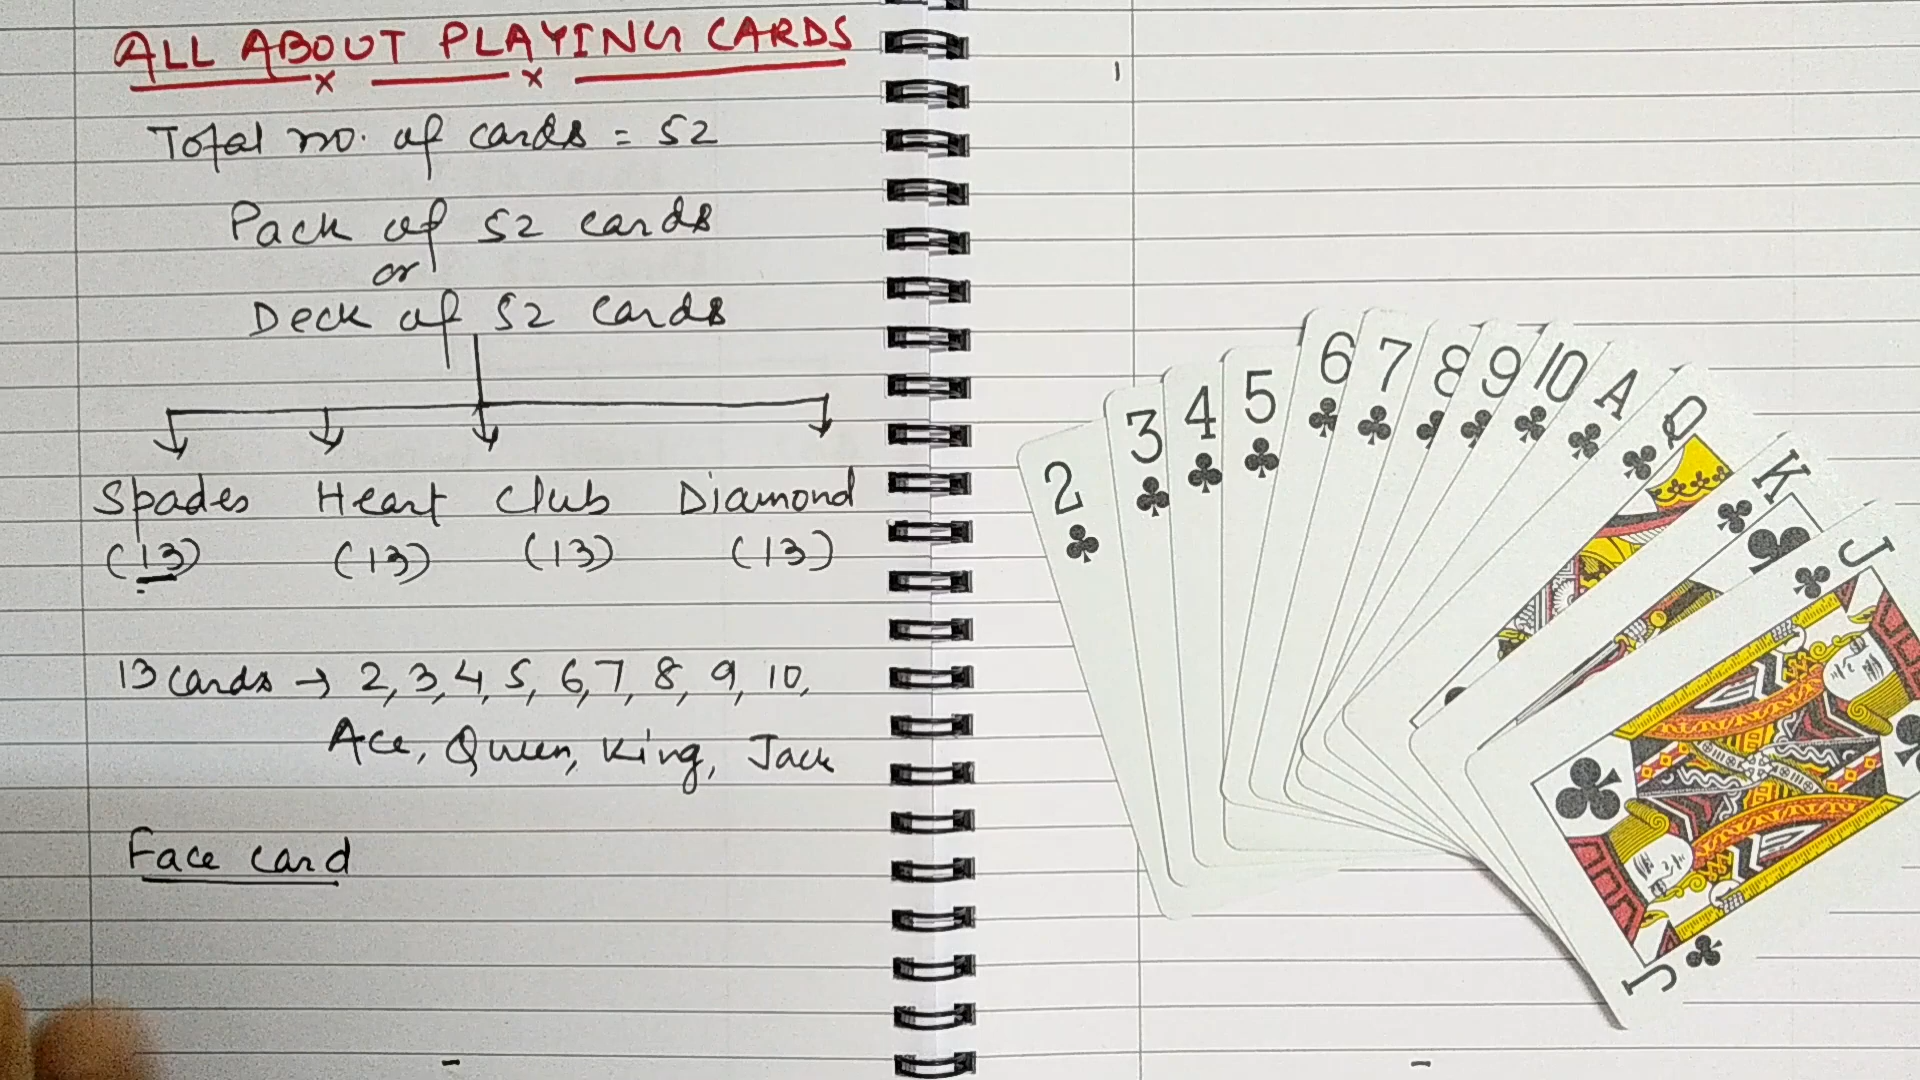 ALL ABOUT PLAYING CARDS
Total no. of cards = 52
Pack of 52 cards
or
Deck of 52 cards
Spades Heart Club Diamond
(13) (13) (13) (13)
13 cards → 2, 3, 4, 5, 6, 7, 8, 9, 10,
Ace, Queen, King, Jack
Face card
2 3 4 5 6 7 8 9 10 A Q K J
J